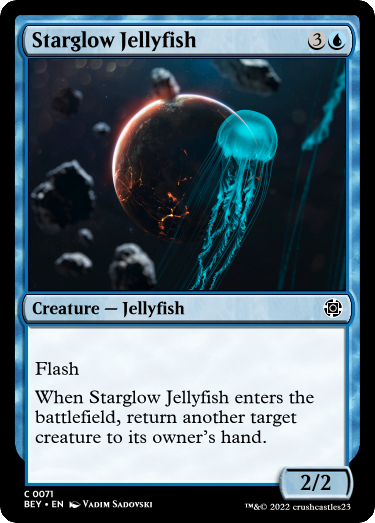 Starglow Jellyfish 3
Creature — Jellyfish
Flash
When Starglow Jellyfish enters the
battlefield, return another target
creature to its owner's hand.
2/2
C 0071
BEY • EN Vadim Sadovski
™&© 2022 crushcastles23